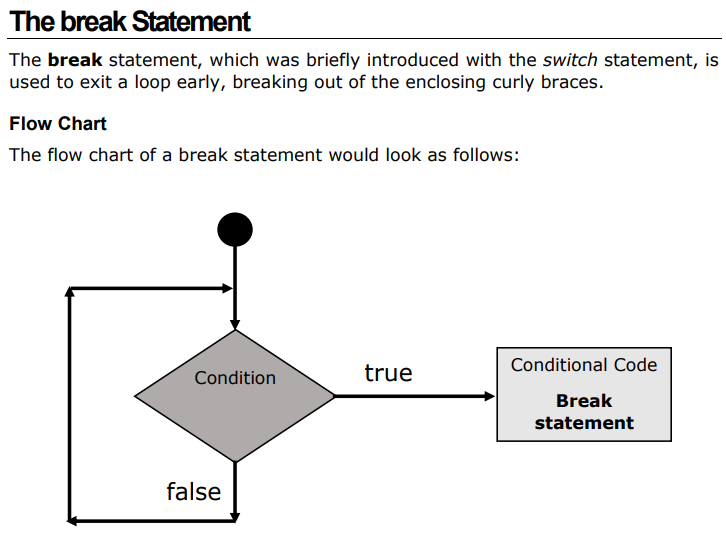 The break Statement
The break statement, which was briefly introduced with the switch statement, is
used to exit a loop early, breaking out of the enclosing curly braces.
Flow Chart
The flow chart of a break statement would look as follows:
Condition
true
Conditional Code
Break
statement
false